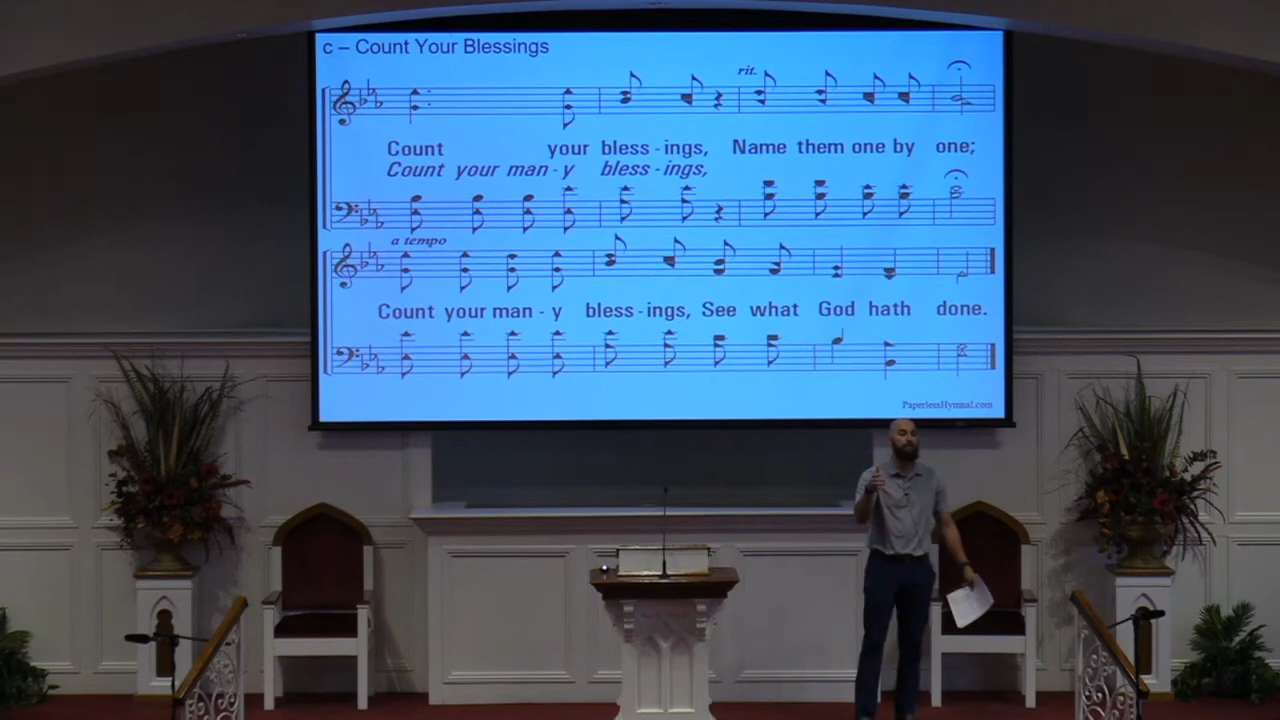 c – Count Your Blessings
rit.
Count your bless - ings, Name them one by one;
Count your man - y bless - ings,
a tempo
Count your man - y bless - ings, See what God hath done.
PaperlessHymnal.com